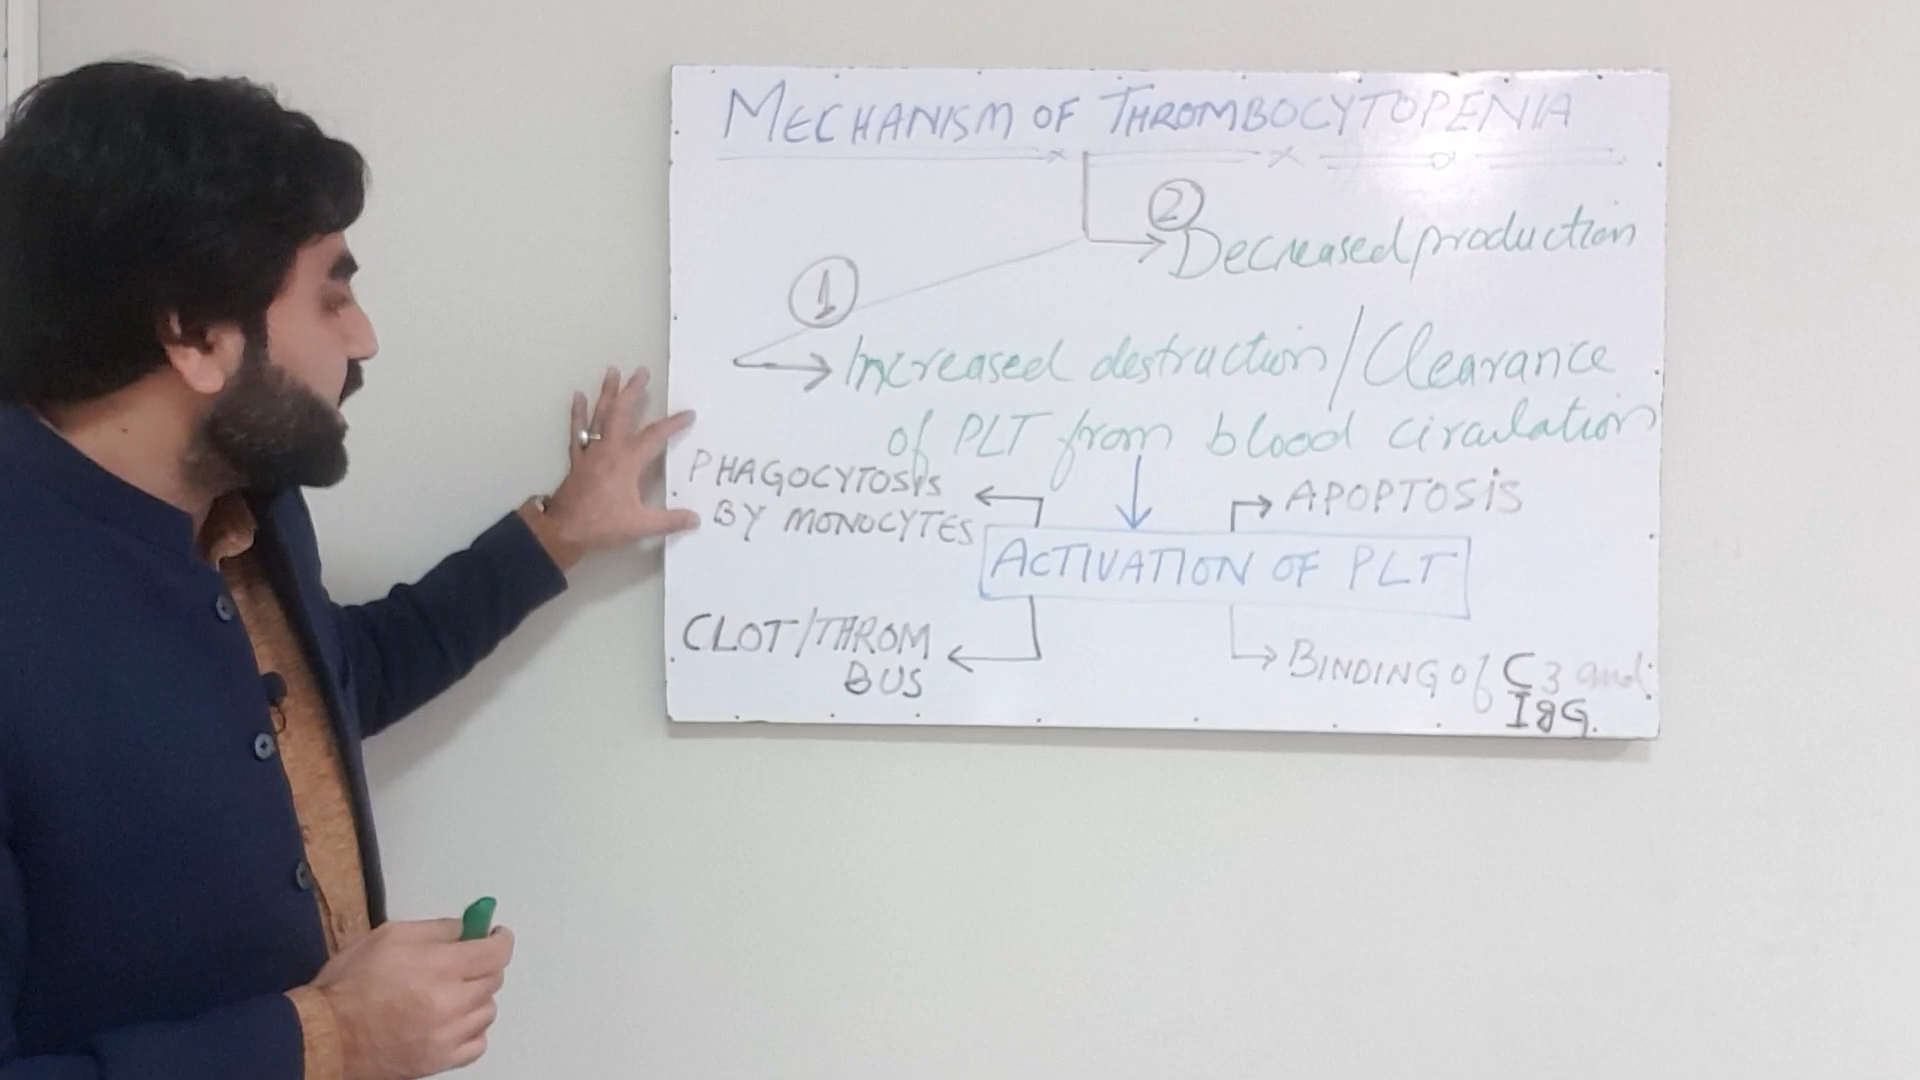 MECHANISM OF THROMBOCYTOPENIA
2
Decreased production
1
Increased destruction/Clearance
of PLT from blood circulation
PHAGOCYTOSIS
BY MONOCYTES
APOPTOSIS
ACTIVATION OF PLT
CLOT/THROM
BUS
BINDING of C3 and
IgG.